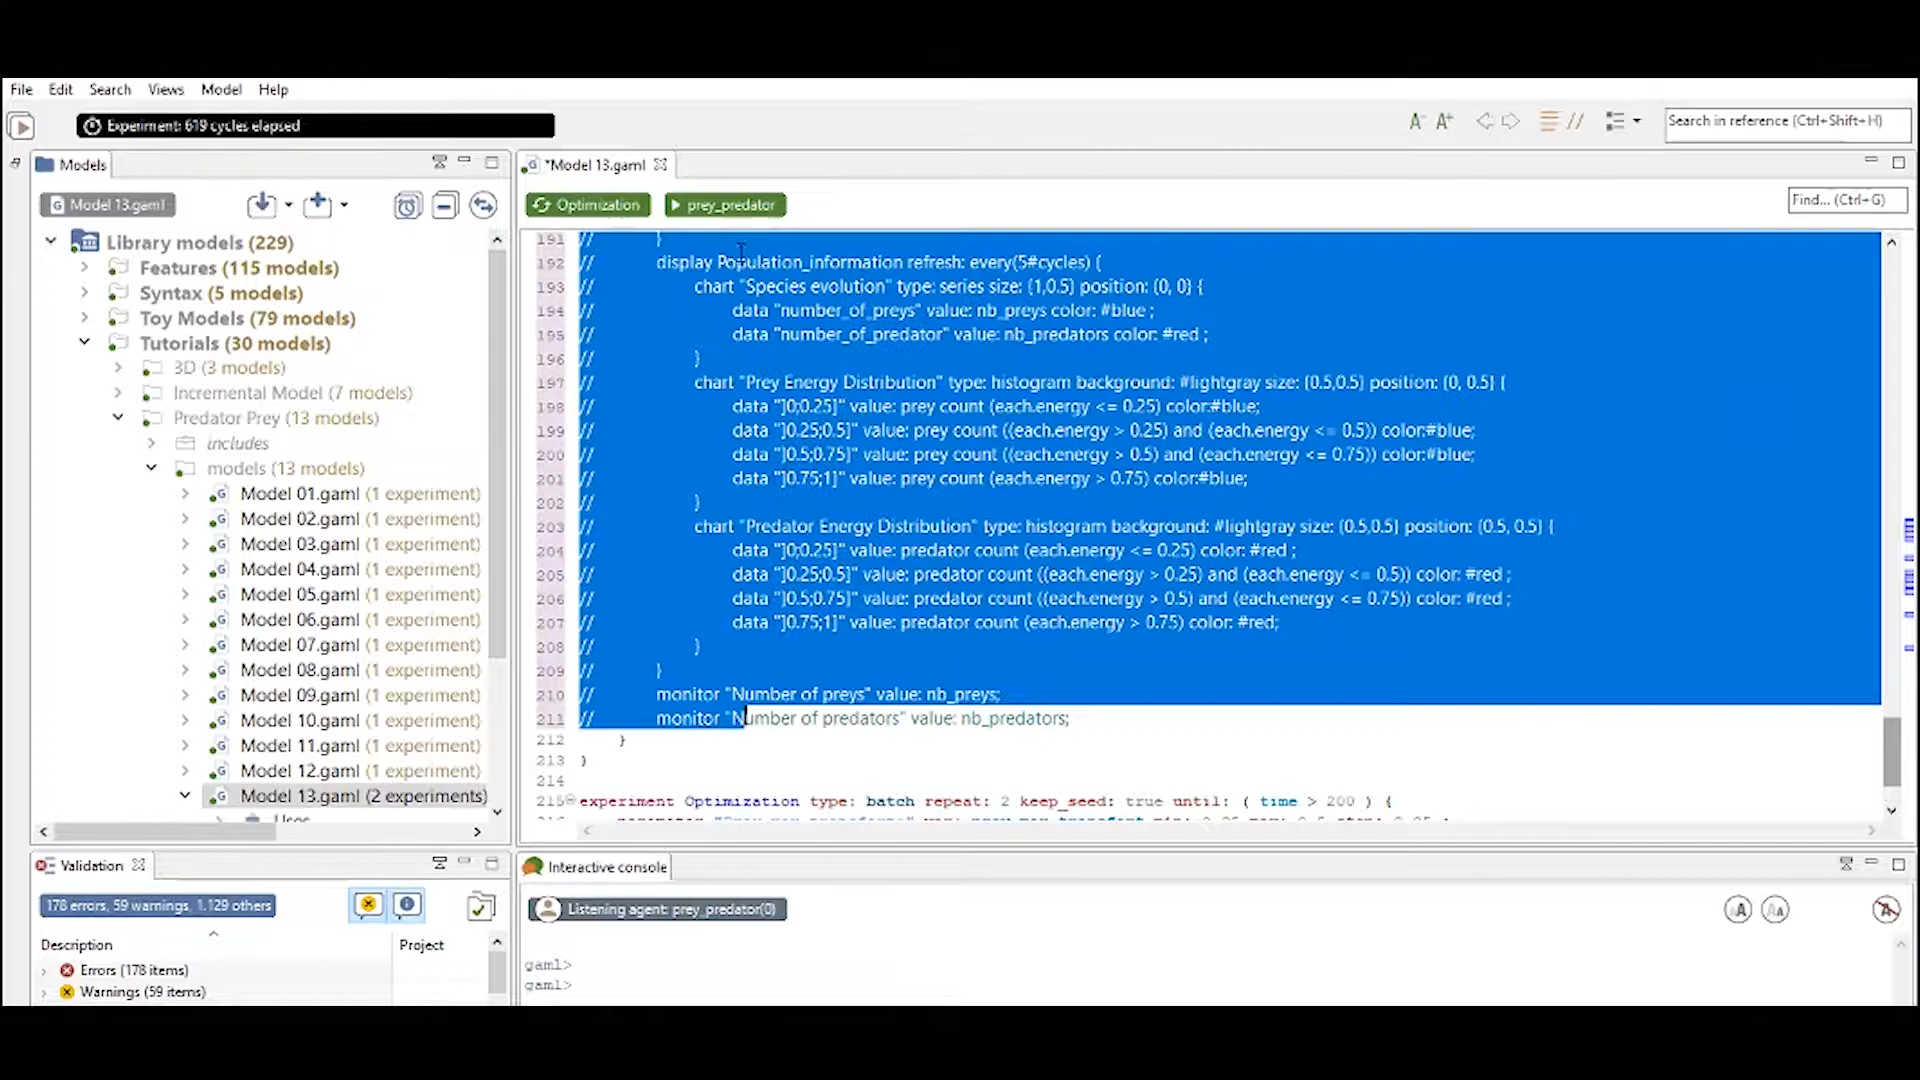 File Edit Search Views Model Help
Experiment: 619 cycles elapsed
A- A+ // Search in reference (Ctrl+Shift+H)
Models
*Model 13.gaml
Model 13.gaml
Optimization prey_predator
Find... (Ctrl+G)
Library models (229)
Features (115 models)
Syntax (5 models)
Toy Models (79 models)
Tutorials (30 models)
3D (3 models)
Incremental Model (7 models)
Predator Prey (13 models)
includes
models (13 models)
Model 01.gaml (1 experiment)
Model 02.gaml (1 experiment)
Model 03.gaml (1 experiment)
Model 04.gaml (1 experiment)
Model 05.gaml (1 experiment)
Model 06.gaml (1 experiment)
Model 07.gaml (1 experiment)
Model 08.gaml (1 experiment)
Model 09.gaml (1 experiment)
Model 10.gaml (1 experiment)
Model 11.gaml (1 experiment)
Model 12.gaml (1 experiment)
Model 13.gaml (2 experiments)
Uses
191 // }
192 // display Population_information refresh: every(5#cycles) {
193 // chart "Species evolution" type: series size: {1,0.5} position: {0, 0} {
194 // data "number_of_preys" value: nb_preys color: #blue ;
195 // data "number_of_predator" value: nb_predators color: #red ;
196 // }
197 // chart "Prey Energy Distribution" type: histogram background: #lightgray size: {0.5,0.5} position: {0, 0.5} {
198 // data "]0;0.25]" value: prey count (each.energy <= 0.25) color:#blue;
199 // data "]0.25;0.5]" value: prey count ((each.energy > 0.25) and (each.energy <= 0.5)) color:#blue;
200 // data "]0.5;0.75]" value: prey count ((each.energy > 0.5) and (each.energy <= 0.75)) color:#blue;
201 // data "]0.75;1]" value: prey count (each.energy > 0.75) color:#blue;
202 // }
203 // chart "Predator Energy Distribution" type: histogram background: #lightgray size: {0.5,0.5} position: {0.5, 0.5} {
204 // data "]0;0.25]" value: predator count (each.energy <= 0.25) color: #red ;
205 // data "]0.25;0.5]" value: predator count ((each.energy > 0.25) and (each.energy <= 0.5)) color: #red ;
206 // data "]0.5;0.75]" value: predator count ((each.energy > 0.5) and (each.energy <= 0.75)) color: #red ;
207 // data "]0.75;1]" value: predator count (each.energy > 0.75) color: #red;
208 // }
209 // }
210 // monitor "Number of preys" value: nb_preys;
211 // monitor "Number of predators" value: nb_predators;
212 }
213 }
214
215 experiment Optimization type: batch repeat: 2 keep_seed: true until: ( time > 200 ) {
Validation
178 errors, 59 warnings, 1.129 others
Description Project
Errors (178 items)
Warnings (59 items)
Interactive console
Listening agent: prey_predator(0)
gaml>
gaml>